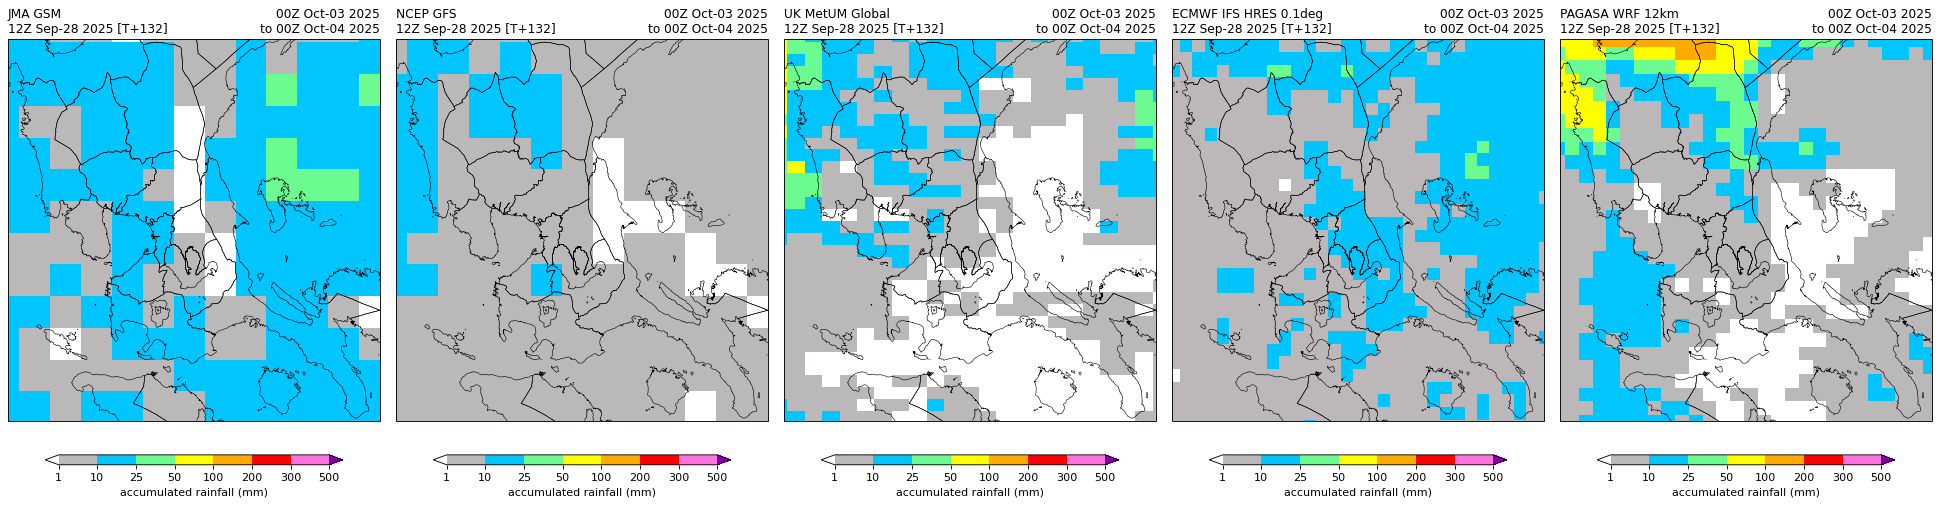 JMA GSM 00Z Oct-03 2025
12Z Sep-28 2025 [T+132] to 00Z Oct-04 2025
1 10 25 50 100 200 300 500
accumulated rainfall (mm)
NCEP GFS 00Z Oct-03 2025
12Z Sep-28 2025 [T+132] to 00Z Oct-04 2025
1 10 25 50 100 200 300 500
accumulated rainfall (mm)
UK MetUM Global 00Z Oct-03 2025
12Z Sep-28 2025 [T+132] to 00Z Oct-04 2025
1 10 25 50 100 200 300 500
accumulated rainfall (mm)
ECMWF IFS HRES 0.1deg 00Z Oct-03 2025
12Z Sep-28 2025 [T+132] to 00Z Oct-04 2025
1 10 25 50 100 200 300 500
accumulated rainfall (mm)
PAGASA WRF 12km 00Z Oct-03 2025
12Z Sep-28 2025 [T+132] to 00Z Oct-04 2025
1 10 25 50 100 200 300 500
accumulated rainfall (mm)